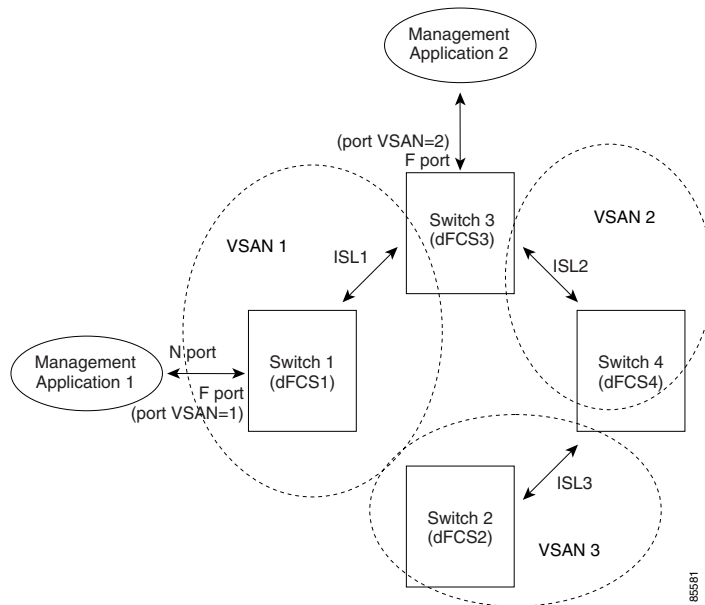 Management
Application 2
(port VSAN=2)
F port
Switch 3
(dFCS3)
VSAN 2
VSAN 1
ISL1
ISL2
Management
Application 1
N port
F port
(port VSAN=1)
Switch 1
(dFCS1)
Switch 4
(dFCS4)
ISL3
Switch 2
(dFCS2)
VSAN 3
85581